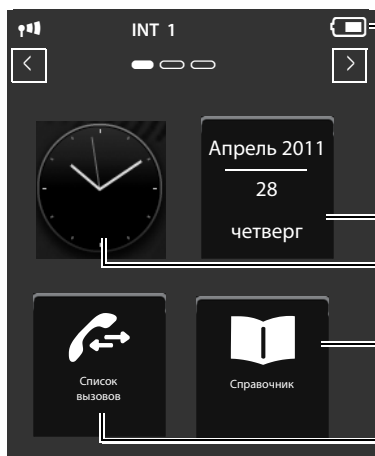 INT 1
Апрель 2011
28
четверг
Список
вызовов
Справочник